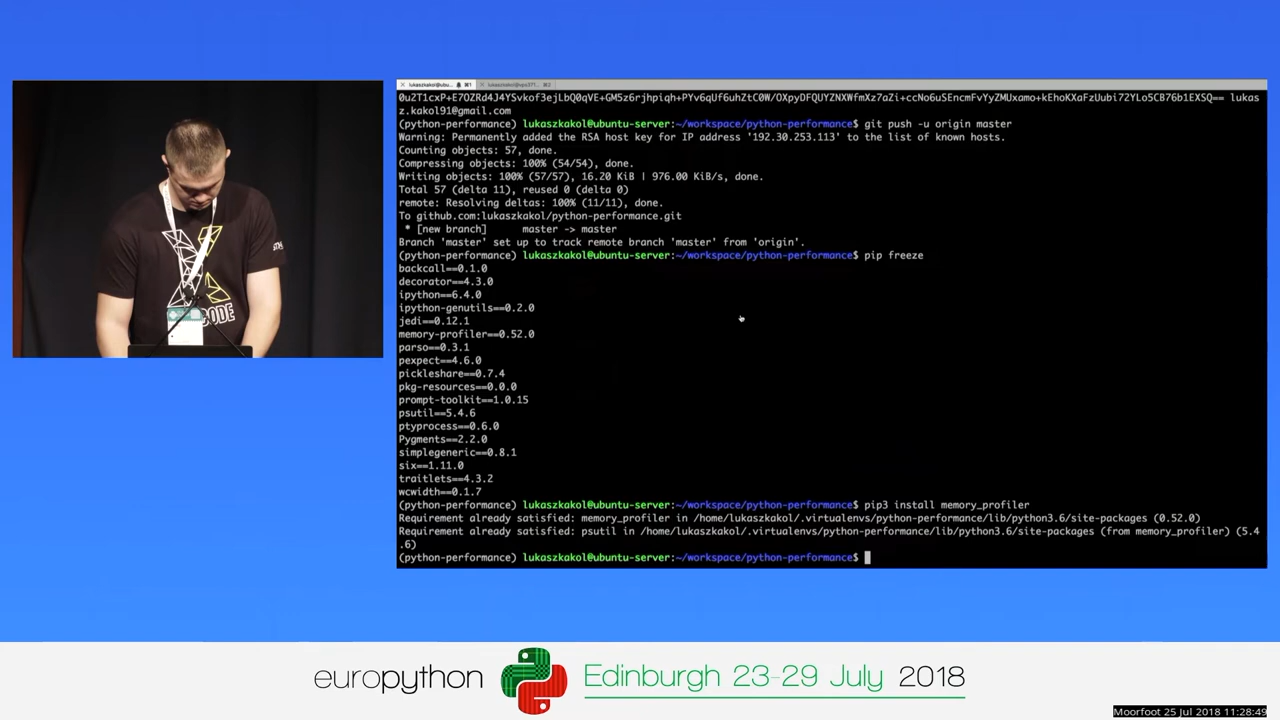 lukaszkakol@ubu...
0u2T1cxP+E7OZRd4J4YSvkof3ejLbQ0qVE+GM5z6rjhpiqh+PYv6qUf6uhZtC0W/OXpyDFQUYZNXWfmXz7aZi+ccNo6uSEncmFvYyZMUxamo+kEhoKXaFzUubi72YLo5CB76b1EXSQ== lukas
z.kakol91@gmail.com
(python-performance) lukaszkakol@ubuntu-server:~/workspace/python-performance$ git push -u origin master
Warning: Permanently added the RSA host key for IP address '192.30.253.113' to the list of known hosts.
Counting objects: 57, done.
Compressing objects: 100% (54/54), done.
Writing objects: 100% (57/57), 16.20 KiB | 976.00 KiB/s, done.
Total 57 (delta 11), reused 0 (delta 0)
remote: Resolving deltas: 100% (11/11), done.
To github.com:lukaszkakol/python-performance.git
* [new branch] master -> master
Branch 'master' set up to track remote branch 'master' from 'origin'.
(python-performance) lukaszkakol@ubuntu-server:~/workspace/python-performance$ pip freeze
backcall==0.1.0
decorator==4.3.0
ipython==6.4.0
ipython-genutils==0.2.0
jedi==0.12.1
memory-profiler==0.52.0
parso==0.3.1
pexpect==4.6.0
pickleshare==0.7.4
pkg-resources==0.0.0
prompt-toolkit==1.0.15
psutil==5.4.6
ptyprocess==0.6.0
Pygments==2.2.0
simplegeneric==0.8.1
six==1.11.0
traitlets==4.3.2
wcwidth==0.1.7
(python-performance) lukaszkakol@ubuntu-server:~/workspace/python-performance$ pip3 install memory_profiler
Requirement already satisfied: memory_profiler in /home/lukaszkakol/.virtualenvs/python-performance/lib/python3.6/site-packages (0.52.0)
Requirement already satisfied: psutil in /home/lukaszkakol/.virtualenvs/python-performance/lib/python3.6/site-packages (from memory_profiler) (5.4
.6)
(python-performance) lukaszkakol@ubuntu-server:~/workspace/python-performance$
CODE
europython Edinburgh 23-29 July 2018
Moorfoot 25 Jul 2018 11:28:49